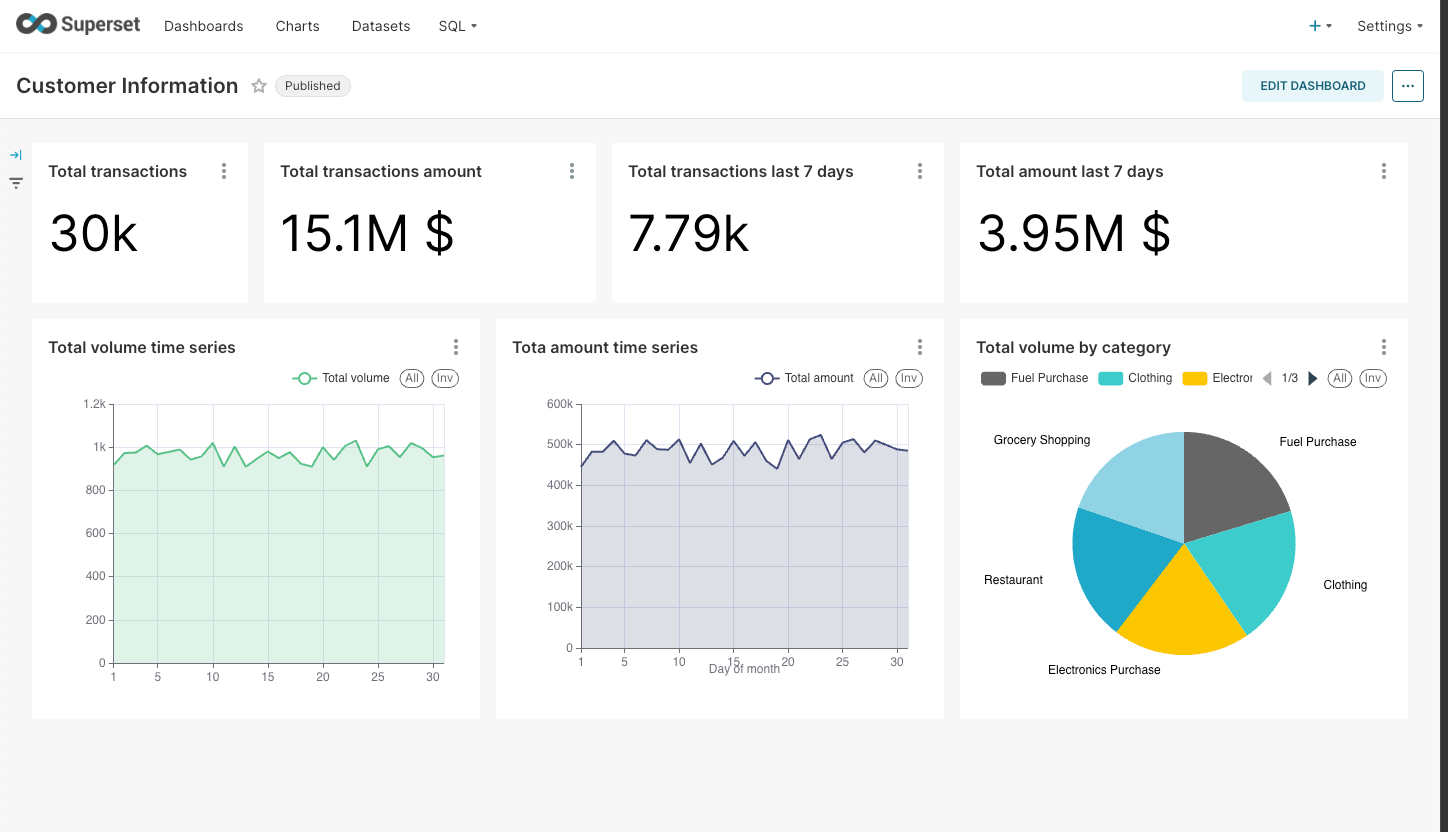 Superset Dashboards Charts Datasets SQL + Settings
Customer Information Published EDIT DASHBOARD ...
Total transactions
30k
Total transactions amount
15.1M $
Total transactions last 7 days
7.79k
Total amount last 7 days
3.95M $
Total volume time series
Total volume All Inv
1.2k
1k
800
600
400
200
0
1 5 10 15 20 25 30
Tota amount time series
Total amount All Inv
600k
500k
400k
300k
200k
100k
0
1 5 10 15 20 25 30
Day of month
Total volume by category
Fuel Purchase Clothing Electror 1/3 All Inv
Grocery Shopping
Fuel Purchase
Restaurant
Clothing
Electronics Purchase